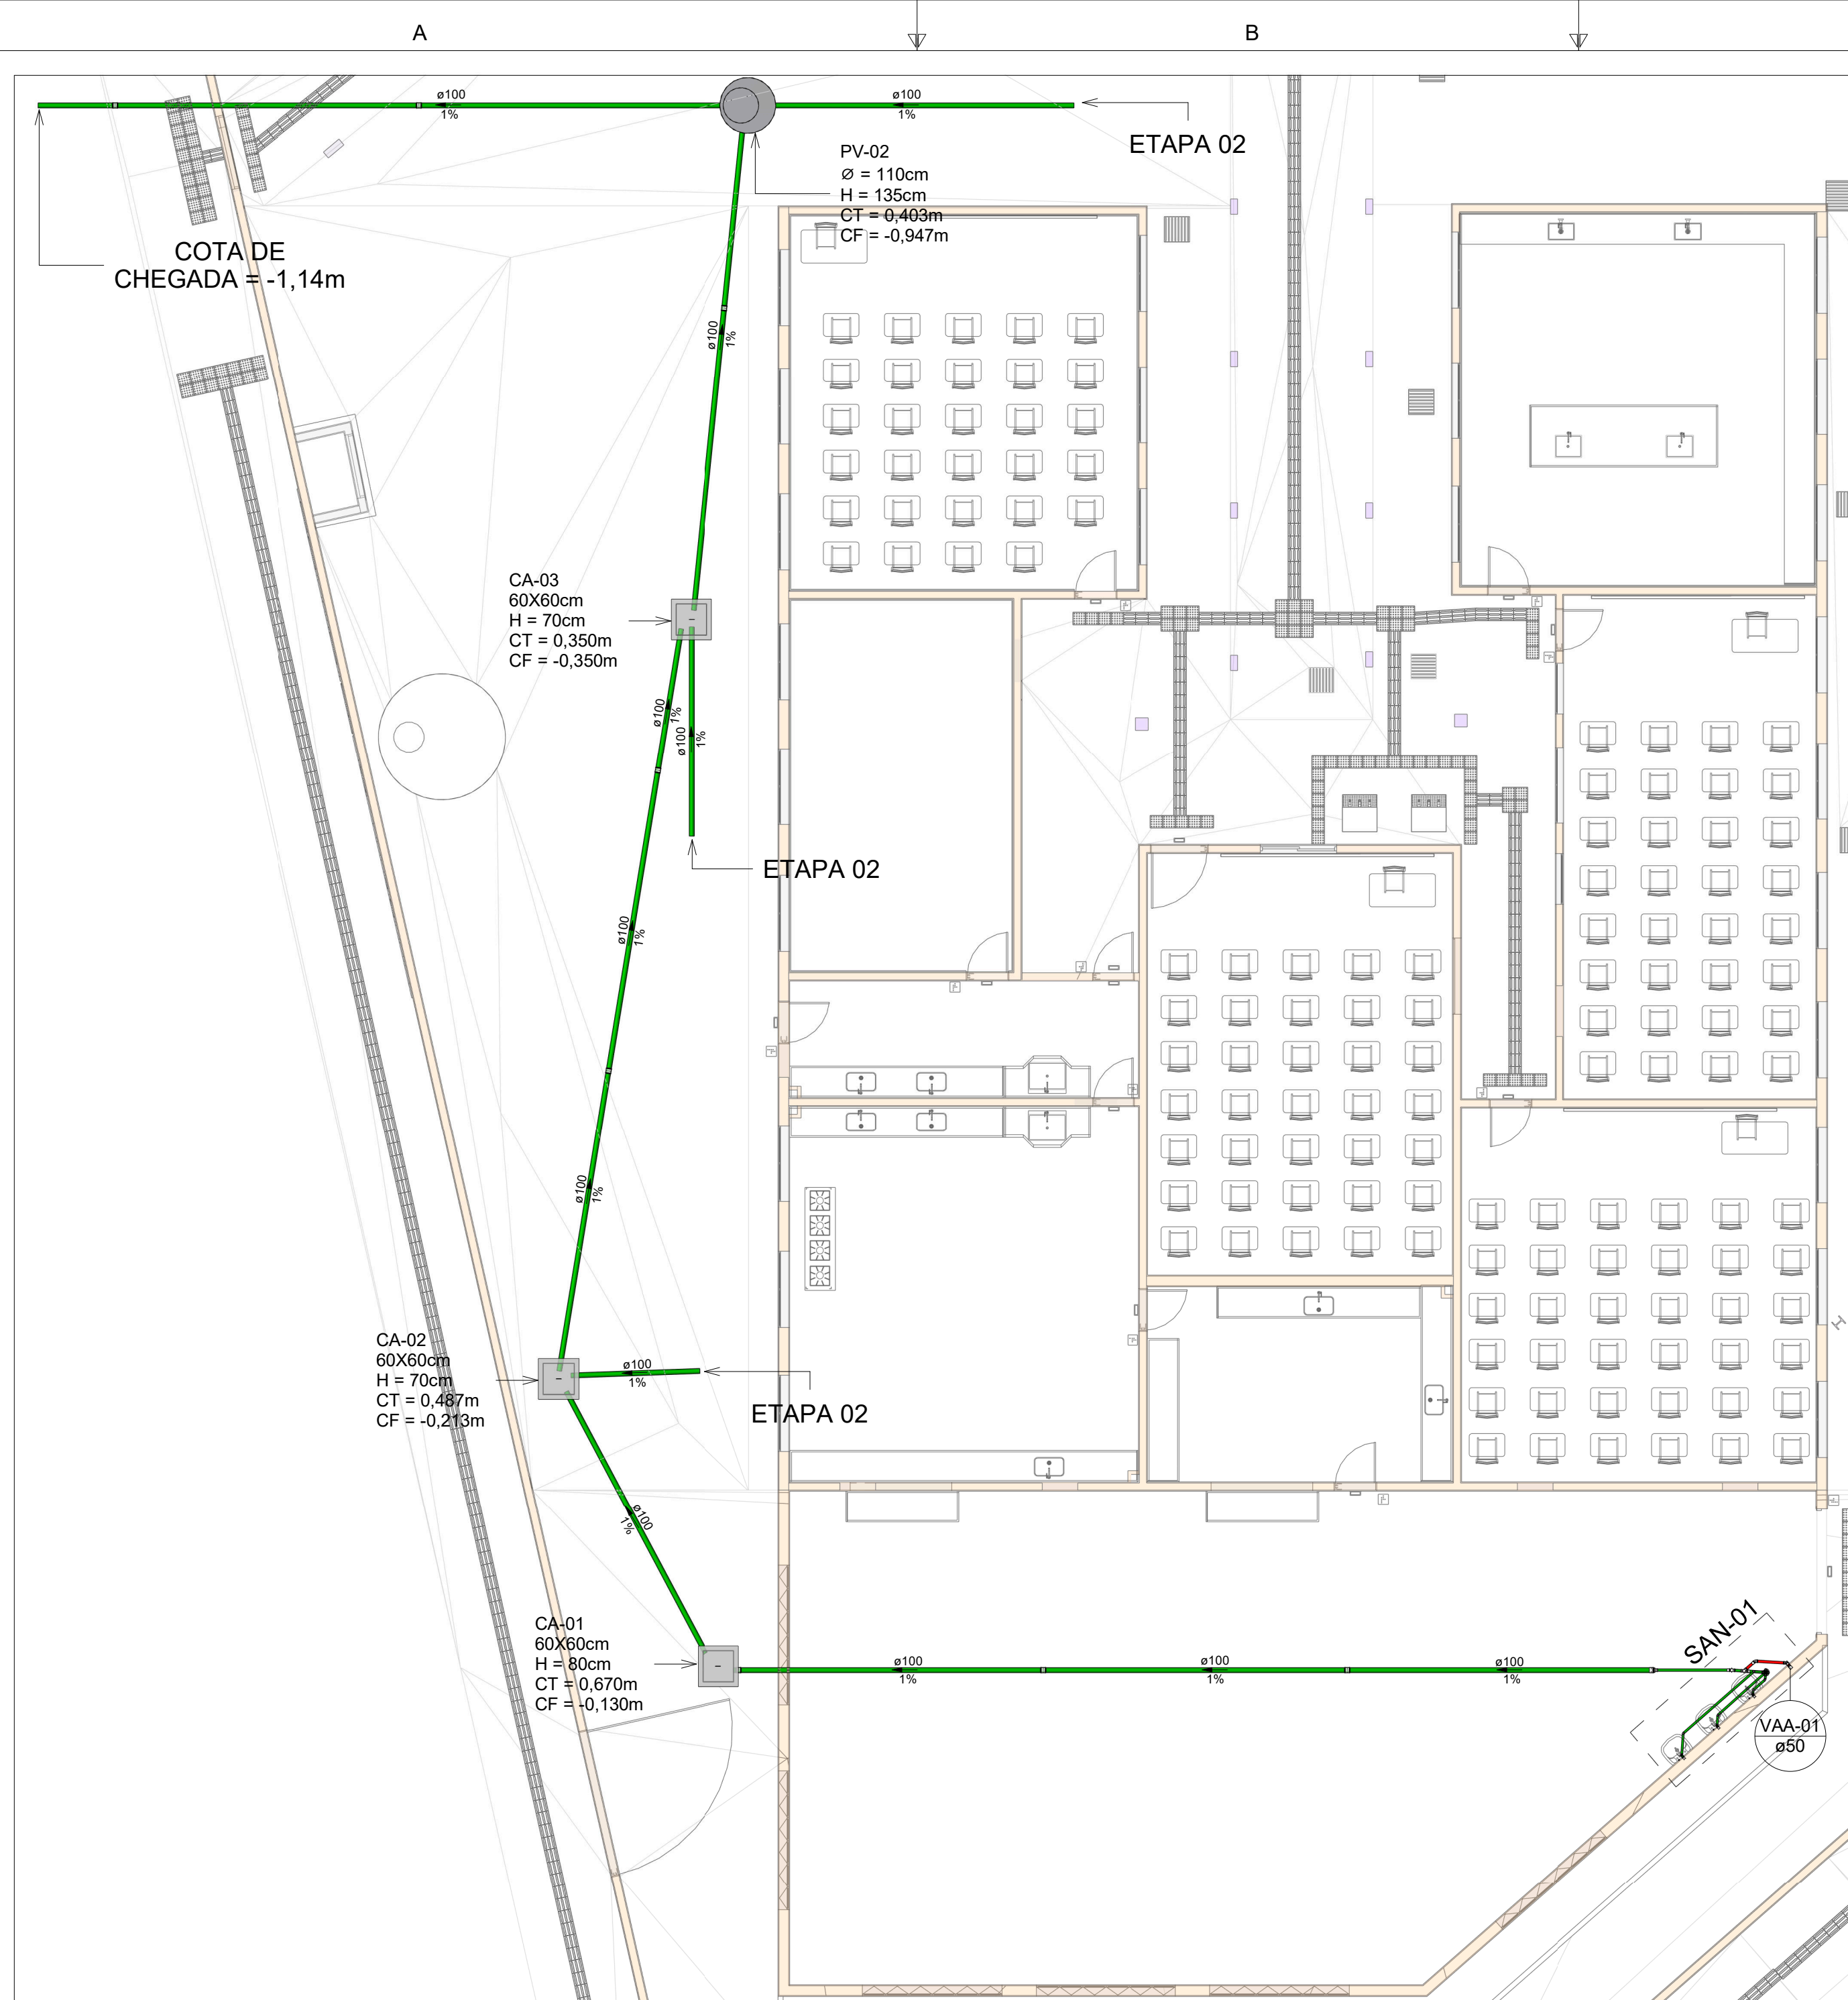 A
B
ø100
1%
ø100
1%
ETAPA 02
PV-02
Ø = 110cm
H = 135cm
CT = 0,403m
CF = -0,947m
COTA DE
CHEGADA = -1,14m
ø100
1%
CA-03
60X60cm
H = 70cm
CT = 0,350m
CF = -0,350m
ø100
1%
ø100
1%
ETAPA 02
ø100
1%
ø100
1%
CA-02
60X60cm
H = 70cm
CT = 0,487m
CF = -0,213m
ø100
1%
ETAPA 02
ø100
1%
CA-01
60X60cm
H = 80cm
CT = 0,670m
CF = -0,130m
ø100
1%
ø100
1%
ø100
1%
SAN-01
VAA-01
ø50